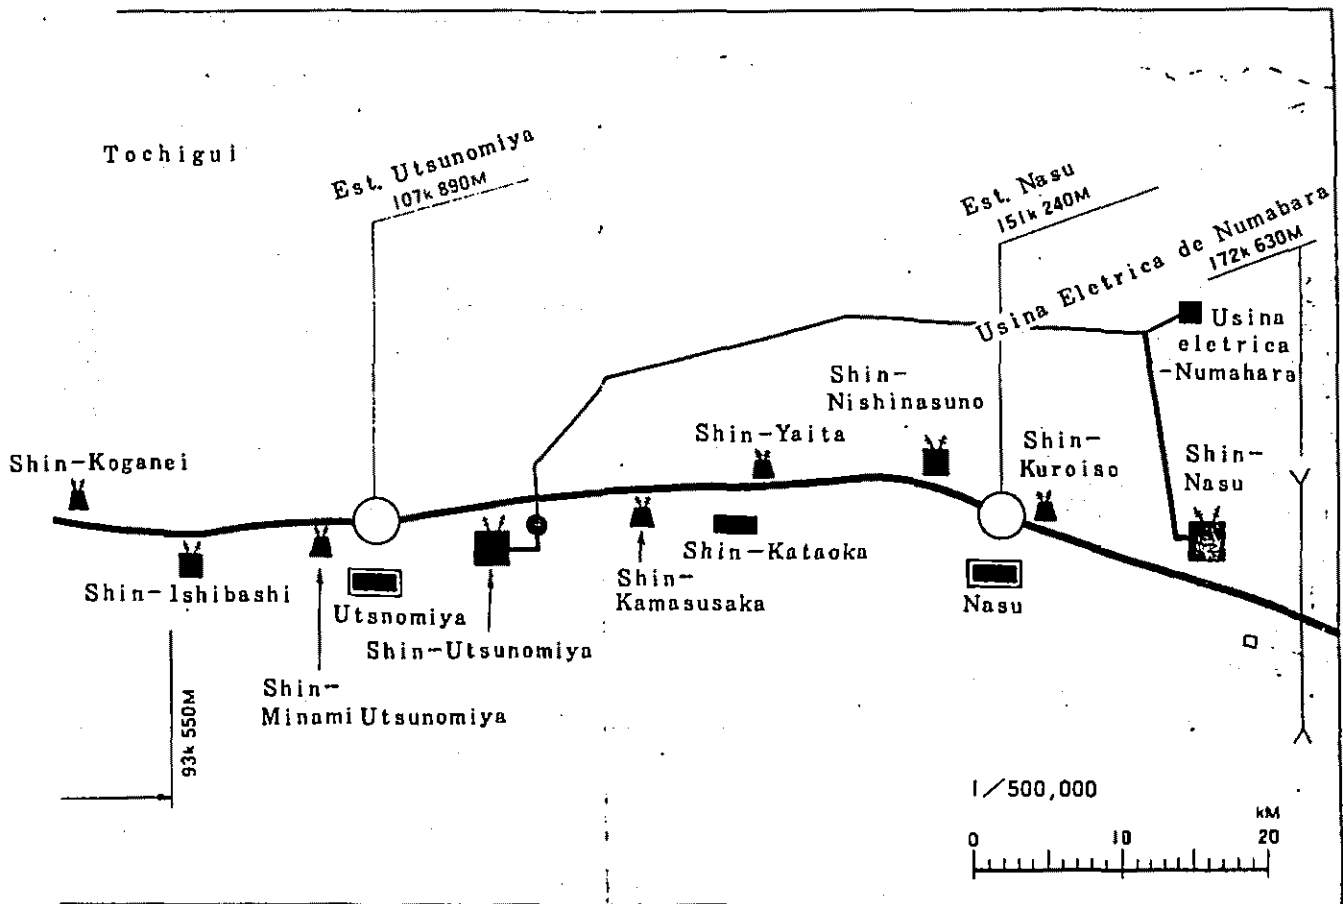 Tochigui
Est. Utsunomiya
107k 890M
Est. Nasu
151k 240M
Usina Eletrica de Numabara
172k 630M
Usina
eletrica
-Numahara
Shin-
Nishinasuno
Shin-Yaita
Shin-
Kuroiso
Shin-
Nasu
Shin-Koganei
Shin-Ishibashi
Utsnomiya
Shin-Utsunomiya
Shin-Kataoka
Shin-
Kamasusaka
Nasu
Shin-
Minami Utsunomiya
93k 550M
1/500,000
kM
0 10 20